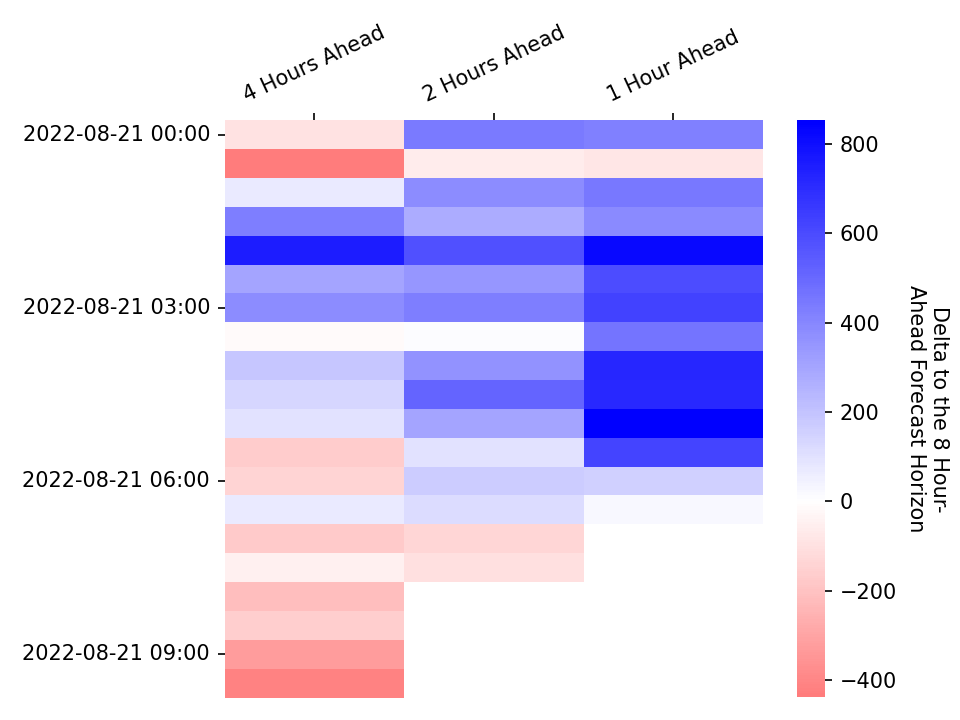 4 Hours Ahead
2 Hours Ahead
1 Hour Ahead
2022-08-21 00:00
2022-08-21 03:00
2022-08-21 06:00
2022-08-21 09:00
800
600
400
200
0
−200
−400
Delta to the 8 Hour-
Ahead Forecast Horizon